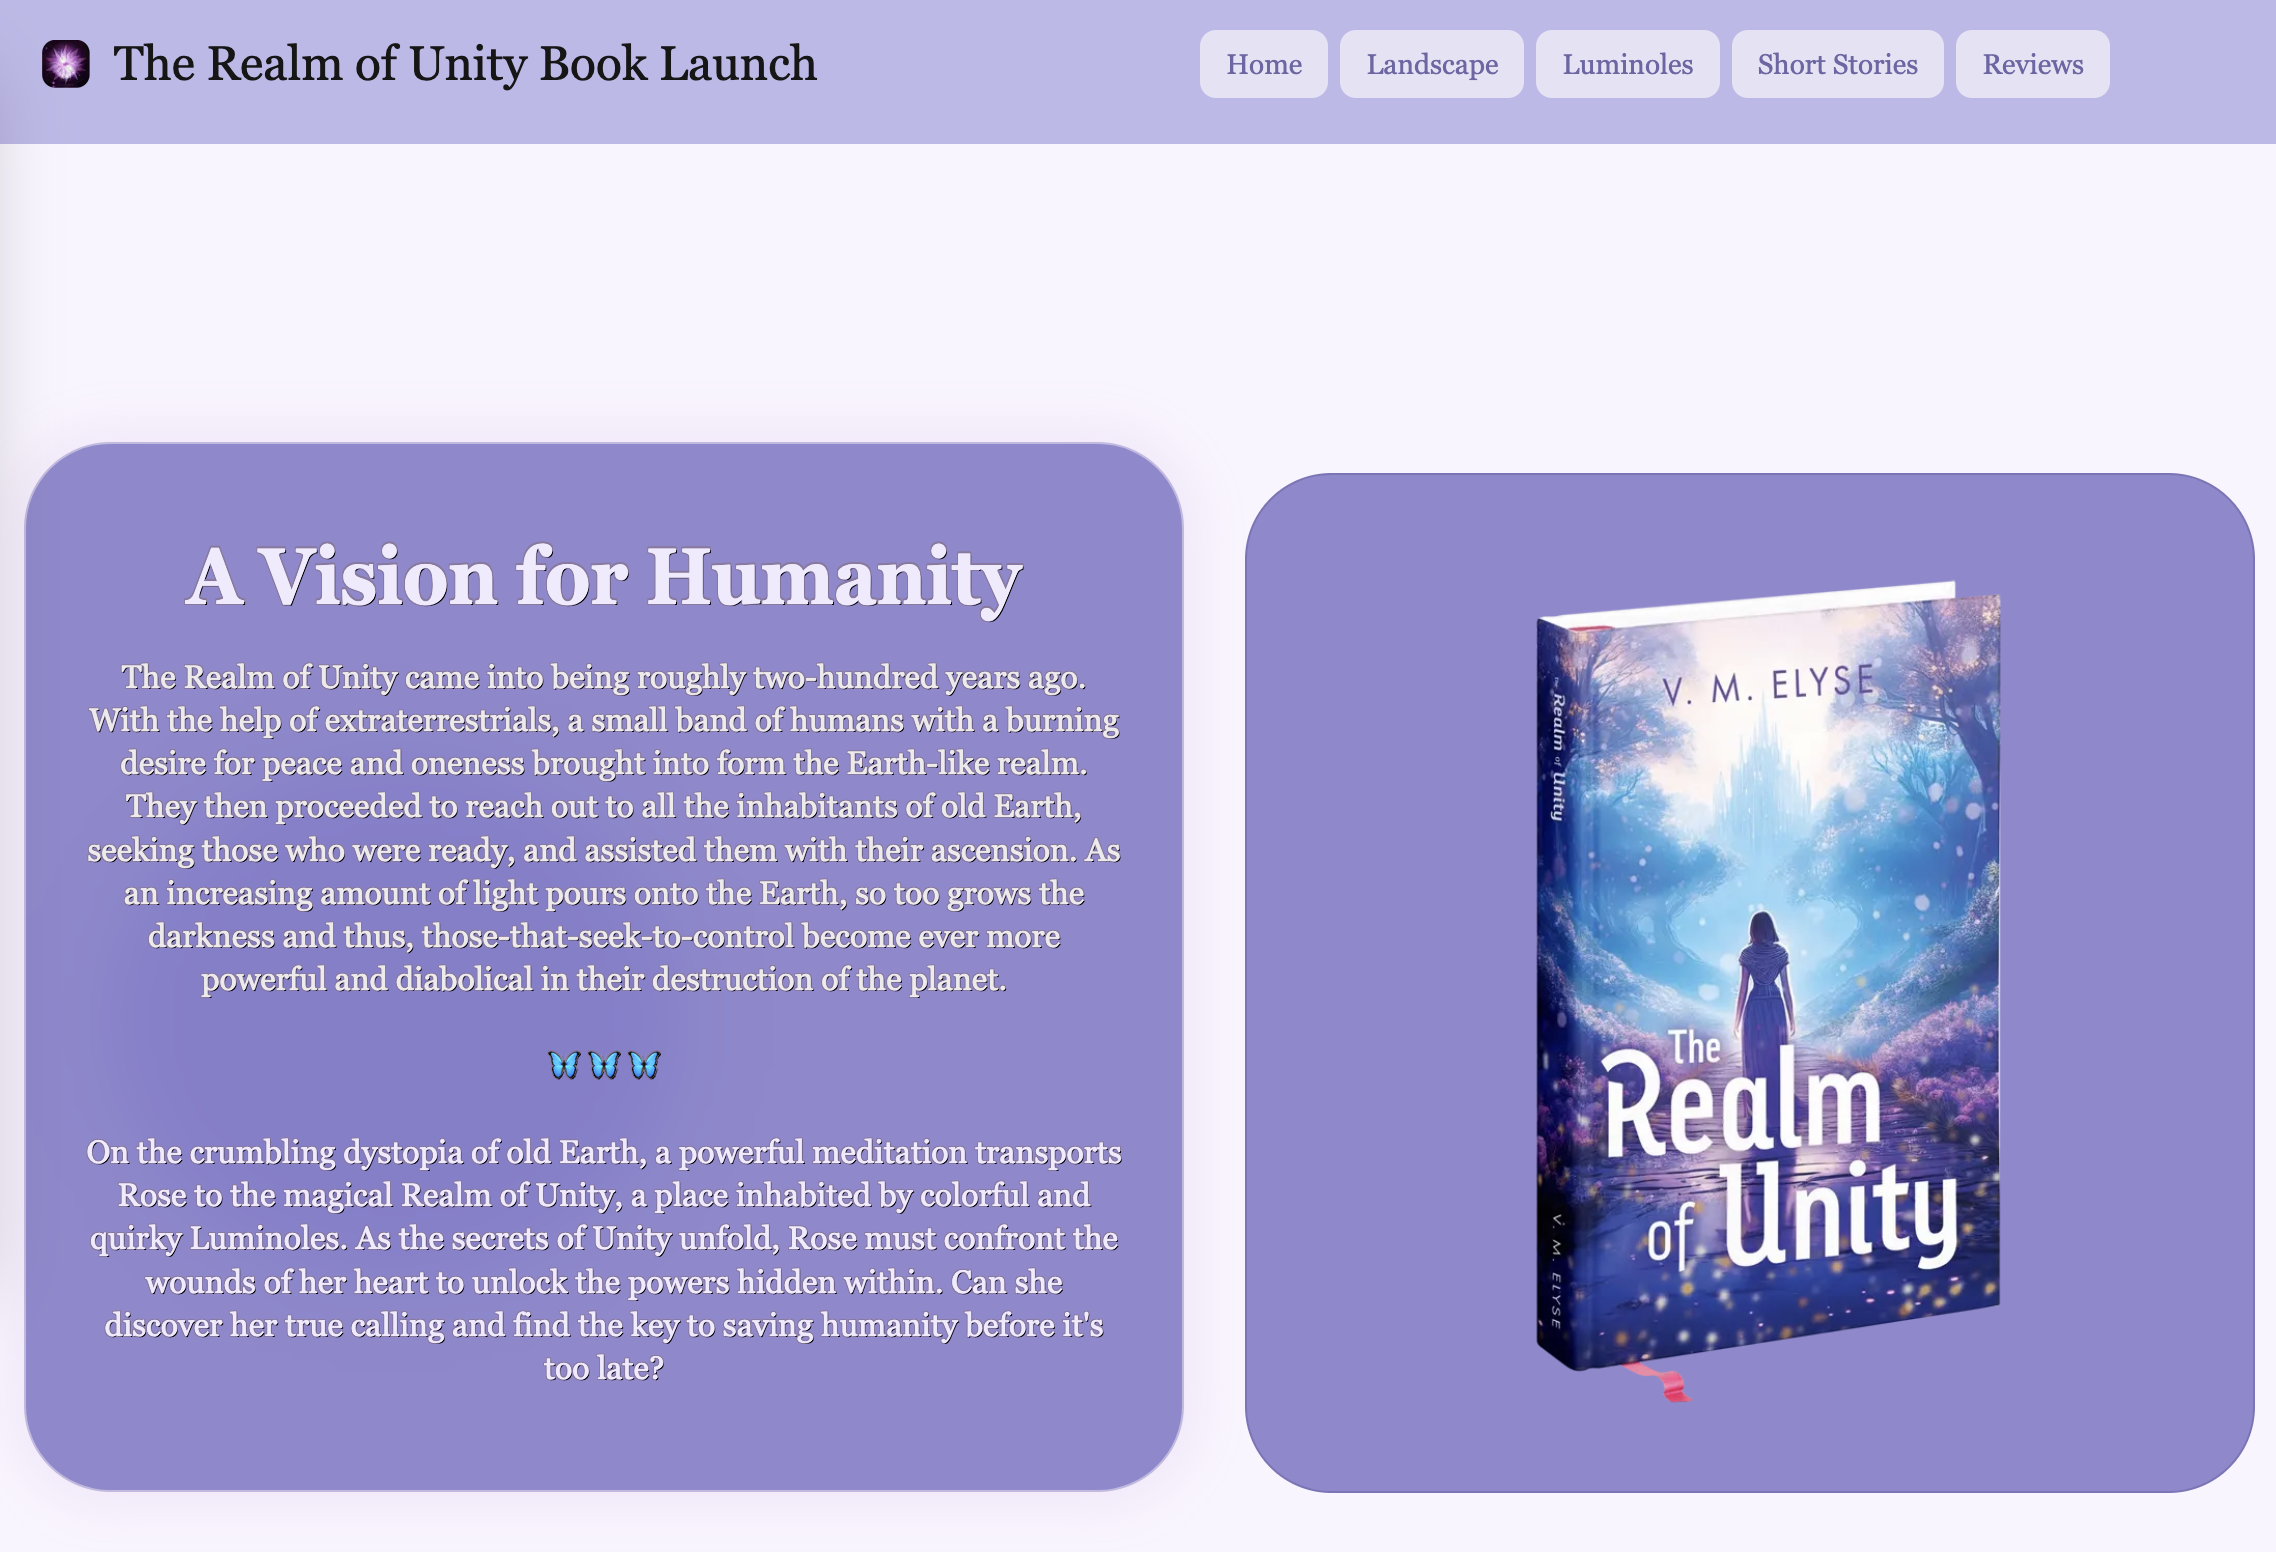 The Realm of Unity Book Launch
Home
Landscape
Luminoles
Short Stories
Reviews
A Vision for Humanity
The Realm of Unity came into being roughly two-hundred years ago.
With the help of extraterrestrials, a small band of humans with a burning
desire for peace and oneness brought into form the Earth-like realm.
They then proceeded to reach out to all the inhabitants of old Earth,
seeking those who were ready, and assisted them with their ascension. As
an increasing amount of light pours onto the Earth, so too grows the
darkness and thus, those-that-seek-to-control become ever more
powerful and diabolical in their destruction of the planet.
On the crumbling dystopia of old Earth, a powerful meditation transports
Rose to the magical Realm of Unity, a place inhabited by colorful and
quirky Luminoles. As the secrets of Unity unfold, Rose must confront the
wounds of her heart to unlock the powers hidden within. Can she
discover her true calling and find the key to saving humanity before it's
too late?
The Realm of Unity
V. M. ELYSE
V. M. ELYSE
The
Realm
of Unity